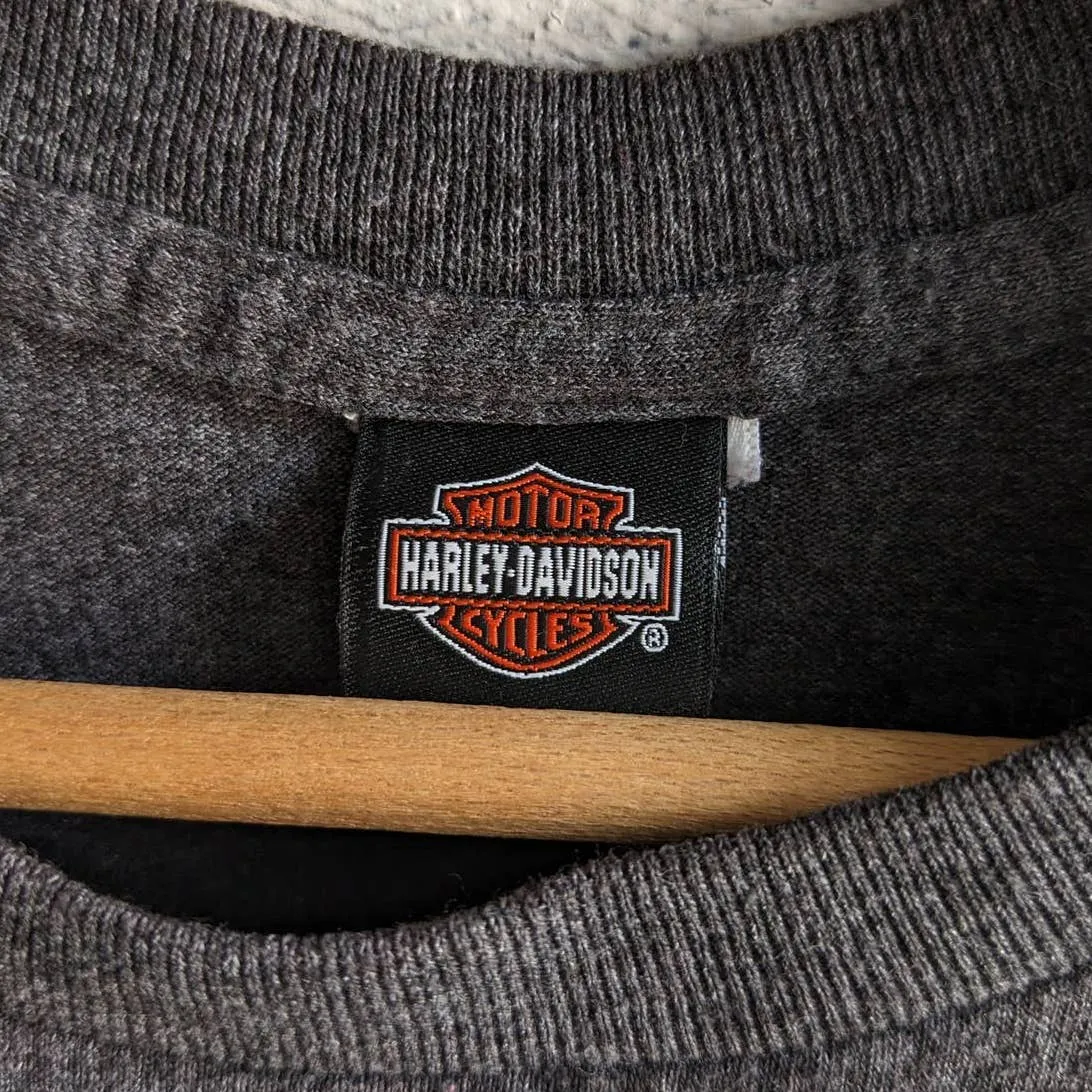 MOTOR
HARLEY-DAVIDSON
CYCLES
®